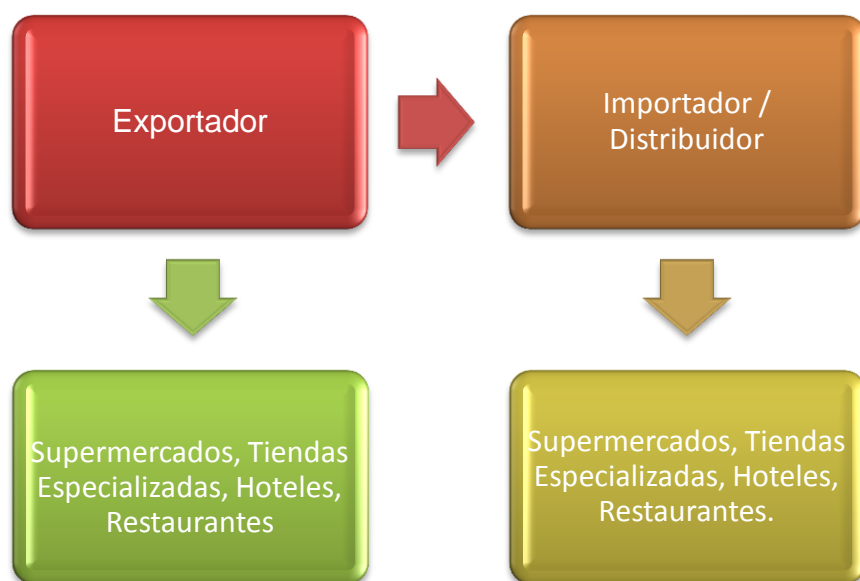 Exportador
Importador /
Distribuidor
Supermercados, Tiendas
Especializadas, Hoteles,
Restaurantes
Supermercados, Tiendas
Especializadas, Hoteles,
Restaurantes.